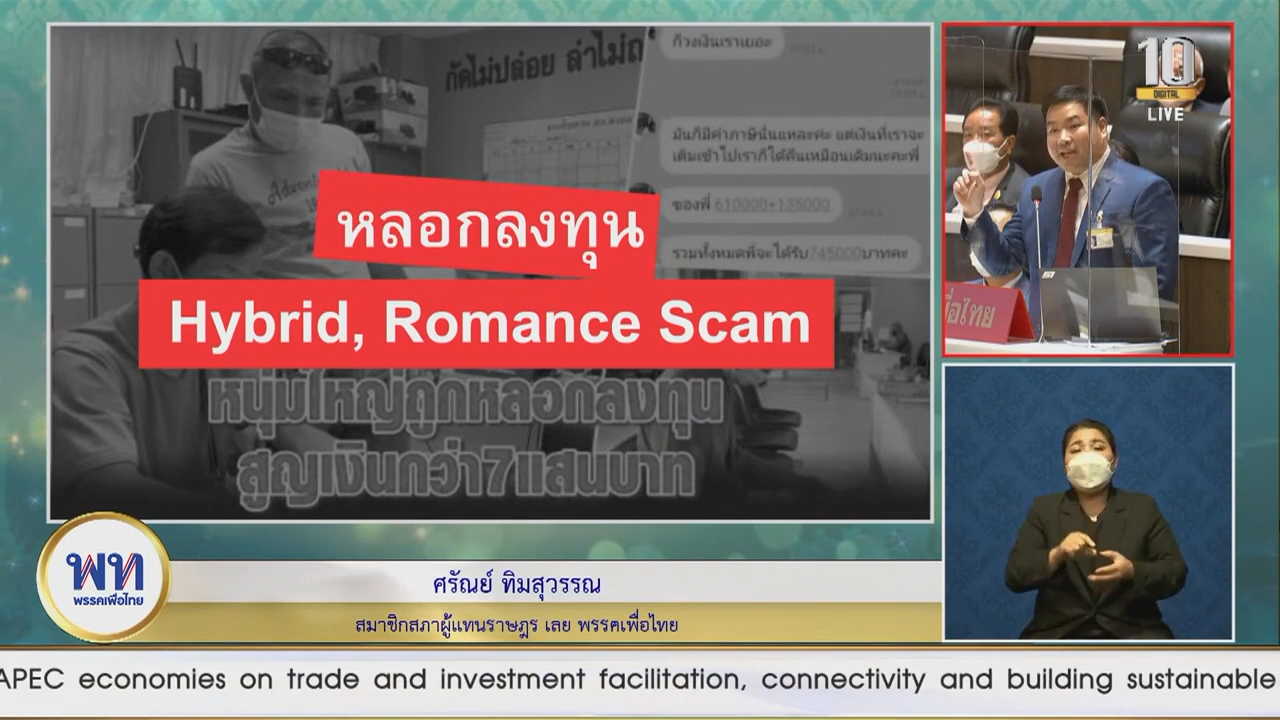 กัดไม่ปล่อย ล่าไม่ถ
ก็วงเงินเราเยอะ
มันก็มีค่าภาษีนั่นแหละค่ะ แต่เงินที่เราจะ
เติมเข้าไปเราก็ได้คืนเหมือนเดิมนะคะพี่
ของพี่ 610000+135000
รวมทั้งหมดที่จะได้รับ745000บาทคะ
หลอกลงทุน
Hybrid, Romance Scam
หนุ่มใหญ่ถูกหลอกลงทุน
สูญเงินกว่า7แสนบาท
10
DIGITAL
LIVE
พื่อไทย
พท
พรรคเพื่อไทย
ศรัณย์ ทิมสุวรรณ
สมาชิกสภาผู้แทนราษฎร เลย พรรคเพื่อไทย
APEC economies on trade and investment facilitation, connectivity and building sustainable